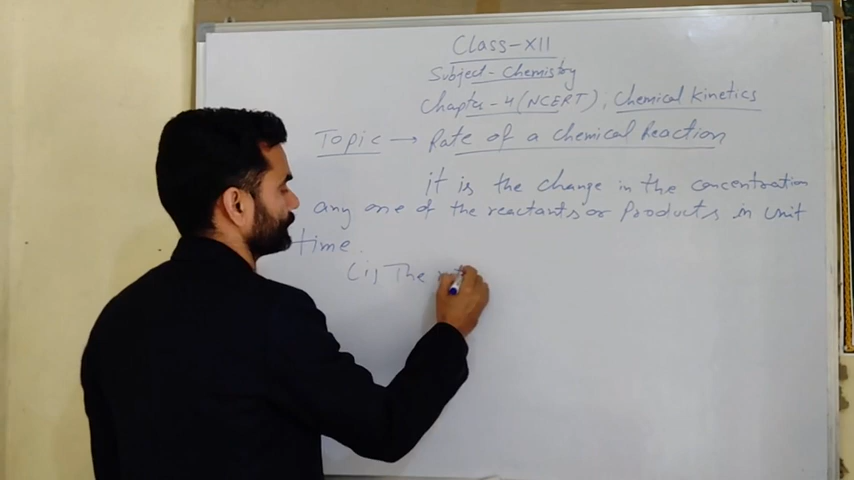 Class-XII
Subject- Chemistry
Chapter-4 (NCERT), Chemical Kinetics
Topic → Rate of a Chemical Reaction
it is the change in the concentration
any one of the reactants or Products in Unit
time
(i) The